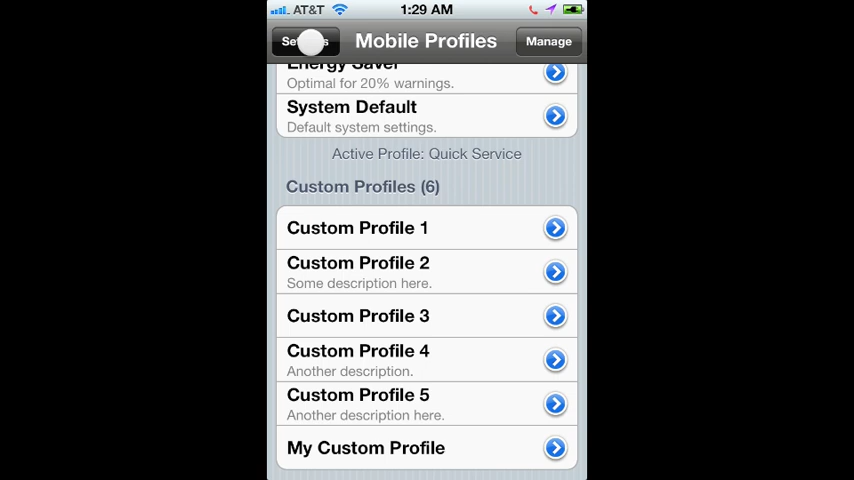 AT&T 1:29 AM
Mobile Profiles Manage
Energy Saver
Optimal for 20% warnings.
System Default
Default system settings.
Active Profile: Quick Service
Custom Profiles (6)
Custom Profile 1
Custom Profile 2
Some description here.
Custom Profile 3
Custom Profile 4
Another description.
Custom Profile 5
Another description here.
My Custom Profile